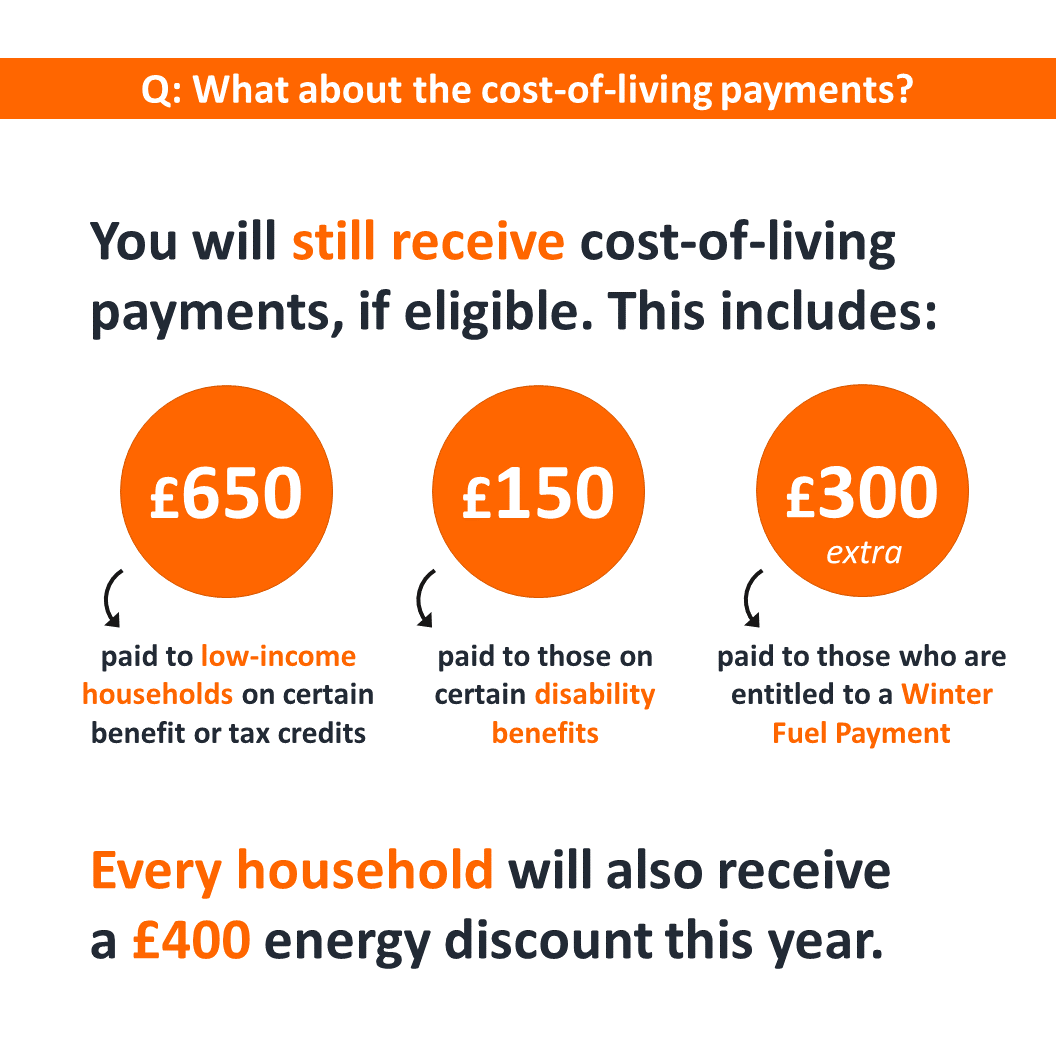 Q: What about the cost-of-living payments?
You will still receive cost-of-living
payments, if eligible. This includes:
£650
£150
£300
extra
paid to low-income
households on certain
benefit or tax credits
paid to those on
certain disability
benefits
paid to those who are
entitled to a Winter
Fuel Payment
Every household will also receive
a £400 energy discount this year.